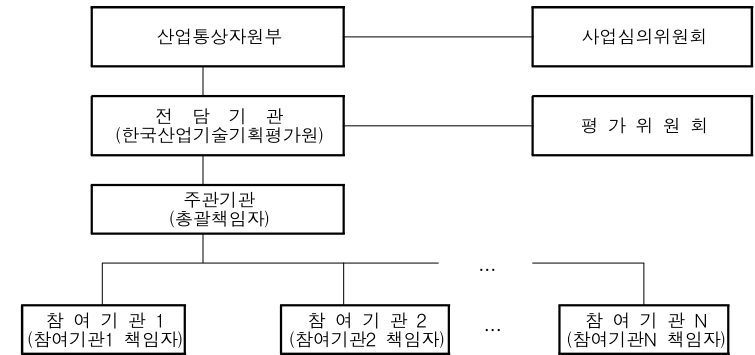 산업통상자원부
사업심의위원회
전 담 기 관
(한국산업기술기획평가원)
평 가 위 원 회
주관기관
(총괄책임자)
...
참 여 기 관 1
(참여기관1 책임자)
참 여 기 관 2
(참여기관2 책임자)
...
참 여 기 관 N
(참여기관N 책임자)